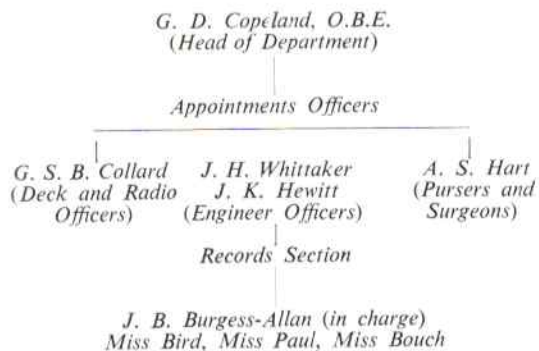 G. D. Copeland, O.B.E.
(Head of Department)
Appointments Officers
G. S. B. Collard
(Deck and Radio
Officers)
J. H. Whittaker
J. K. Hewitt
(Engineer Officers)
A. S. Hart
(Pursers and
Surgeons)
Records Section
J. B. Burgess-Allan (in charge)
Miss Bird, Miss Paul, Miss Bouch